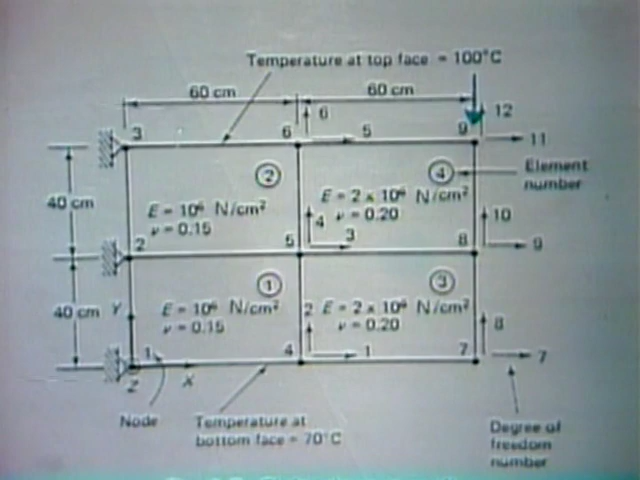 Temperature at top face = 100°C
60 cm
60 cm
6
12
3
6
5
9
11
②
④
Element
number
40 cm
E = 10⁶ N/cm²
ν = 0.15
E = 2 × 10⁶ N/cm²
ν = 0.20
4
3
10
2
5
8
9
①
③
40 cm
Y
E = 10⁶ N/cm²
ν = 0.15
2
E = 2 × 10⁶ N/cm²
ν = 0.20
8
1
4
1
7
7
Z
X
Node
Temperature at
bottom face = 70°C
Degree of
freedom
number